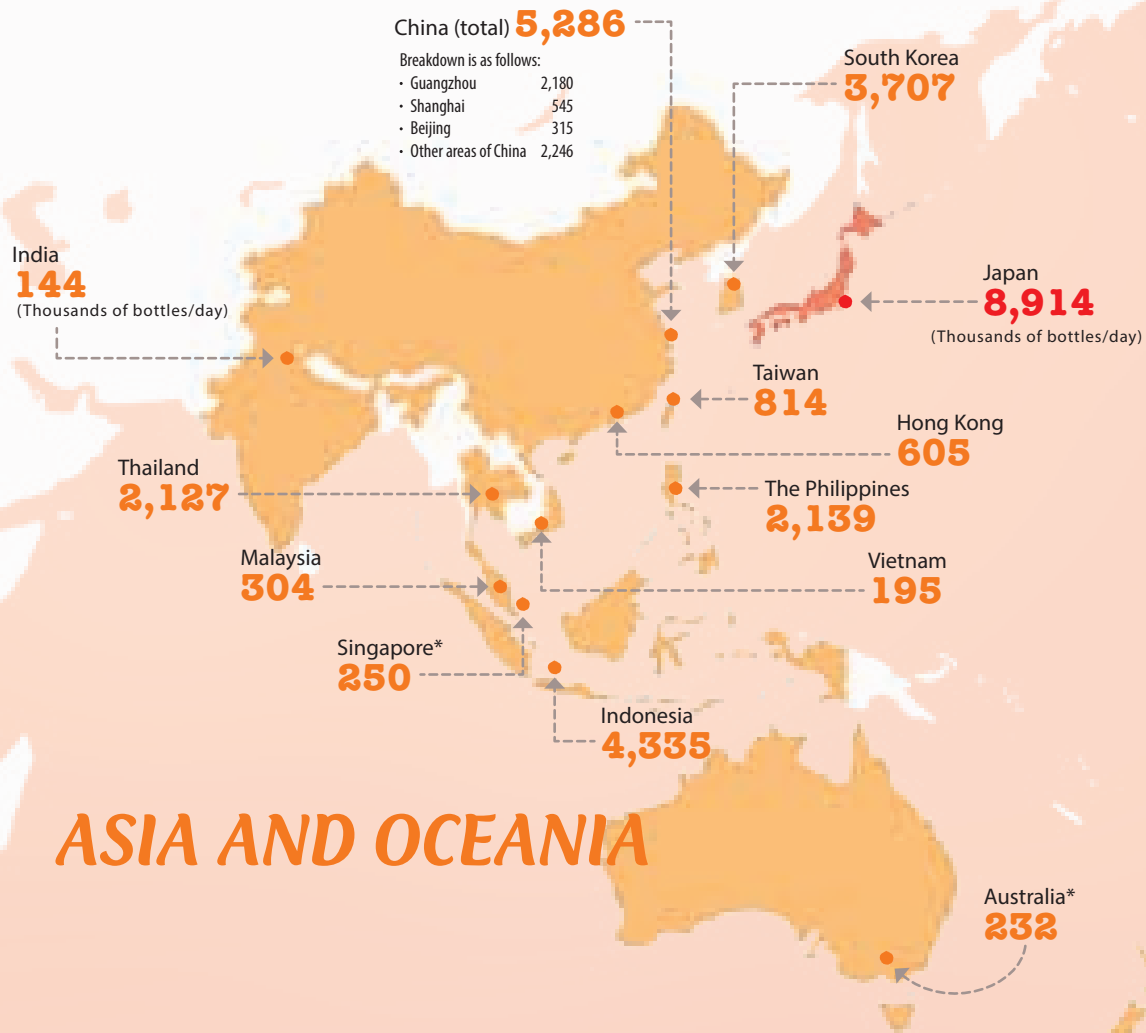 China (total) 5,286
Breakdown is as follows:
・ Guangzhou 2,180
・ Shanghai 545
・ Beijing 315
・ Other areas of China 2,246
South Korea
3,707
India
144
(Thousands of bottles/day)
Japan
8,914
(Thousands of bottles/day)
Taiwan
814
Hong Kong
605
Thailand
2,127
The Philippines
2,139
Malaysia
304
Vietnam
195
Singapore*
250
Indonesia
4,335
ASIA AND OCEANIA
Australia*
232